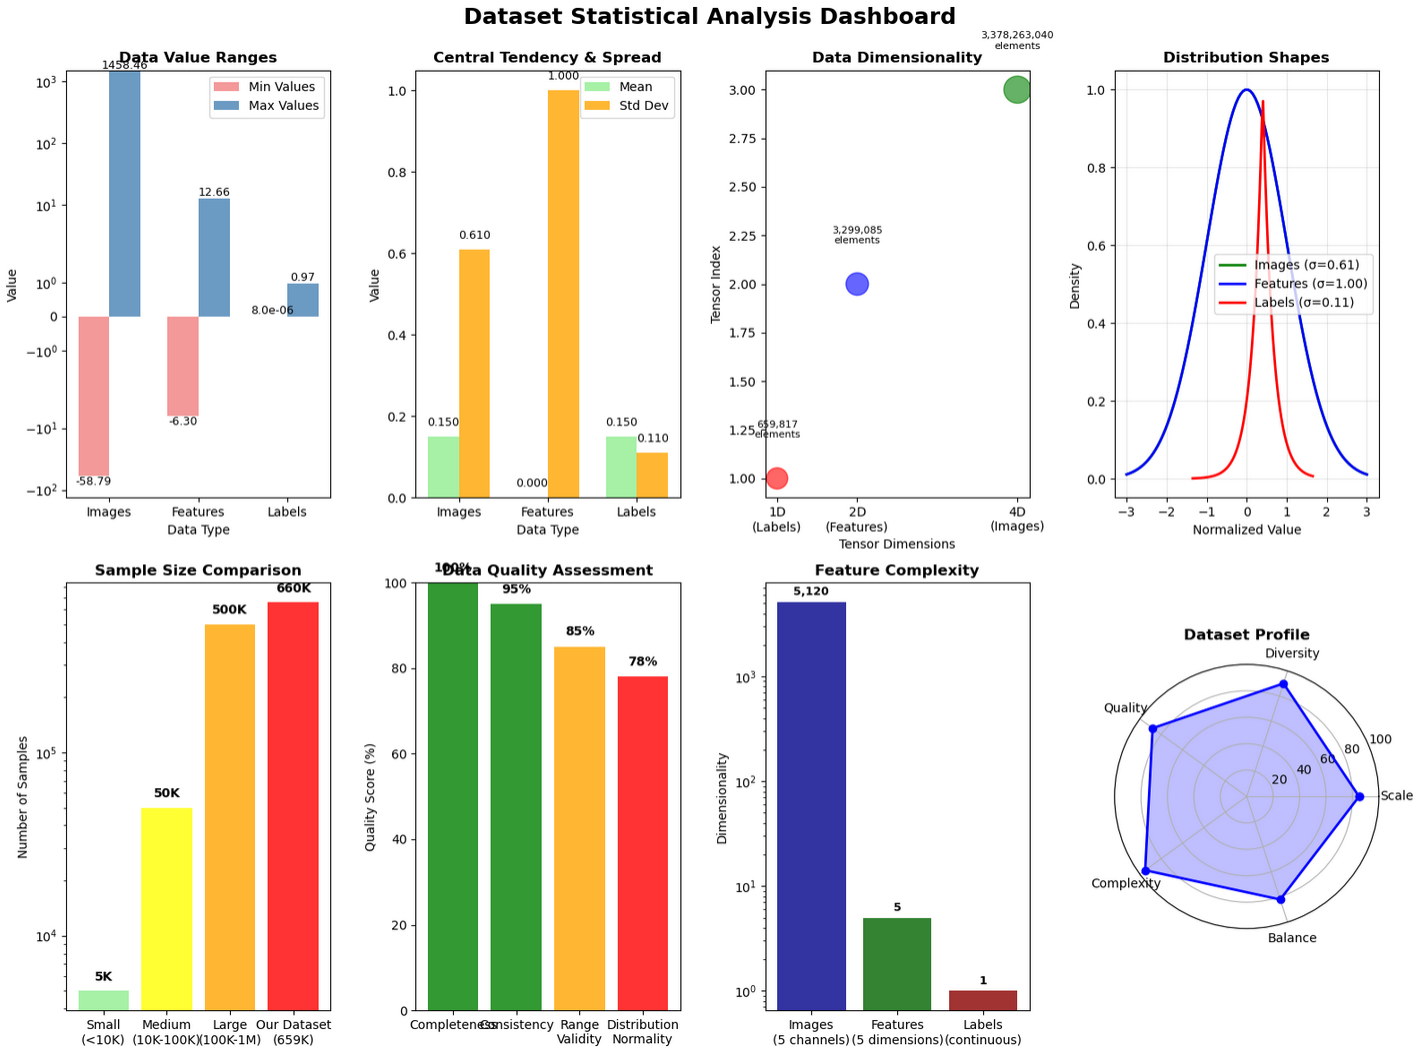 Dataset Statistical Analysis Dashboard
Data Value Ranges
1458.46
Min Values
Max Values
12.66
0.97
8.0e-06
-6.30
-58.79
10³
10²
10¹
10⁰
0
−10⁰
−10¹
−10²
Value
Images
Features
Labels
Data Type
Central Tendency & Spread
1.000
Mean
Std Dev
0.610
0.150
0.000
0.150
0.110
1.0
0.8
0.6
0.4
0.2
0.0
Value
Images
Features
Labels
Data Dimensionality
3,378,263,040
elements
3,299,085
elements
659,817
elements
3.00
2.75
2.50
2.25
2.00
1.75
1.50
1.25
1.00
Tensor Index
1D
(Labels)
2D
(Features)
4D
(Images)
Tensor Dimensions
Distribution Shapes
Images (σ=0.61)
Features (σ=1.00)
Labels (σ=0.11)
1.0
0.8
0.6
0.4
0.2
0.0
Density
−3 −2 −1 0 1 2 3
Normalized Value
Sample Size Comparison
5K
50K
500K
660K
10⁵
10⁴
Number of Samples
Small
(<10K)
Medium
(10K-100K)
Large
(100K-1M)
Our Dataset
(659K)
Data Quality Assessment
100%
95%
85%
78%
100
80
60
40
20
0
Quality Score (%)
Completeness
Consistency
Range
Validity
Distribution
Normality
Feature Complexity
5,120
5
1
10³
10²
10¹
10⁰
Dimensionality
Images
(5 channels)
Features
(5 dimensions)
Labels
(continuous)
Dataset Profile
Diversity
Quality
Complexity
Balance
Scale
20
40
60
80
100